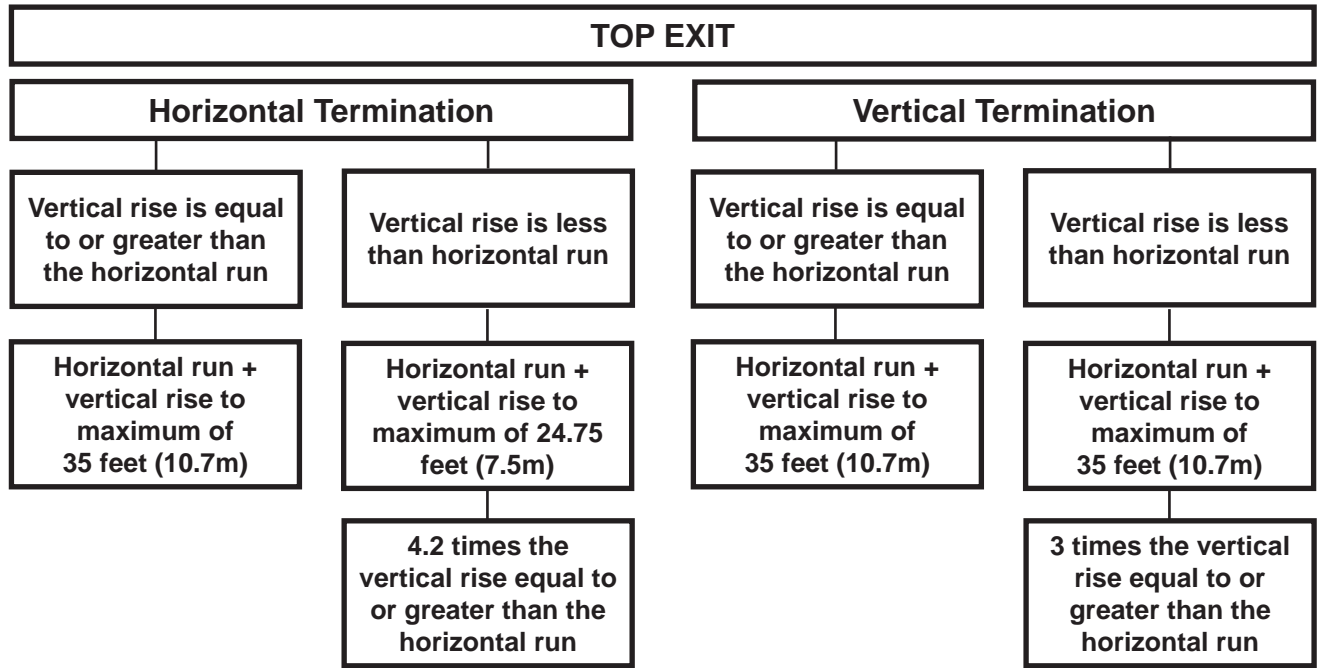 TOP EXIT
Horizontal Termination
Vertical rise is equal
to or greater than
the horizontal run
Horizontal run +
vertical rise to
maximum of
35 feet (10.7m)
Vertical rise is less
than horizontal run
Horizontal run +
vertical rise to
maximum of 24.75
feet (7.5m)
4.2 times the
vertical rise equal to
or greater than the
horizontal run
Vertical Termination
Vertical rise is equal
to or greater than
the horizontal run
Horizontal run +
vertical rise to
maximum of
35 feet (10.7m)
Vertical rise is less
than horizontal run
Horizontal run +
vertical rise to
maximum of
35 feet (10.7m)
3 times the vertical
rise equal to or
greater than the
horizontal run